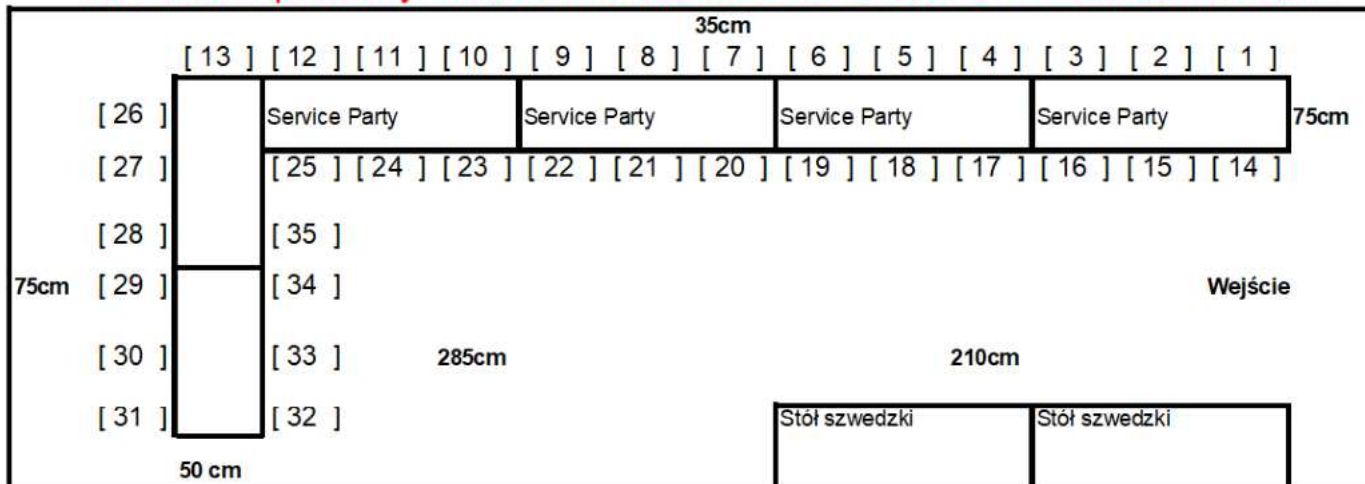 35cm
[ 13 ] [ 12 ] [ 11 ] [ 10 ] [ 9 ] [ 8 ] [ 7 ] [ 6 ] [ 5 ] [ 4 ] [ 3 ] [ 2 ] [ 1 ]
[ 26 ] Service Party Service Party Service Party Service Party 75cm
[ 27 ] [ 25 ] [ 24 ] [ 23 ] [ 22 ] [ 21 ] [ 20 ] [ 19 ] [ 18 ] [ 17 ] [ 16 ] [ 15 ] [ 14 ]
[ 28 ] [ 35 ]
75cm [ 29 ] [ 34 ] Wejście
[ 30 ] [ 33 ] 285cm 210cm
[ 31 ] [ 32 ] Stół szwedzki Stół szwedzki
50 cm